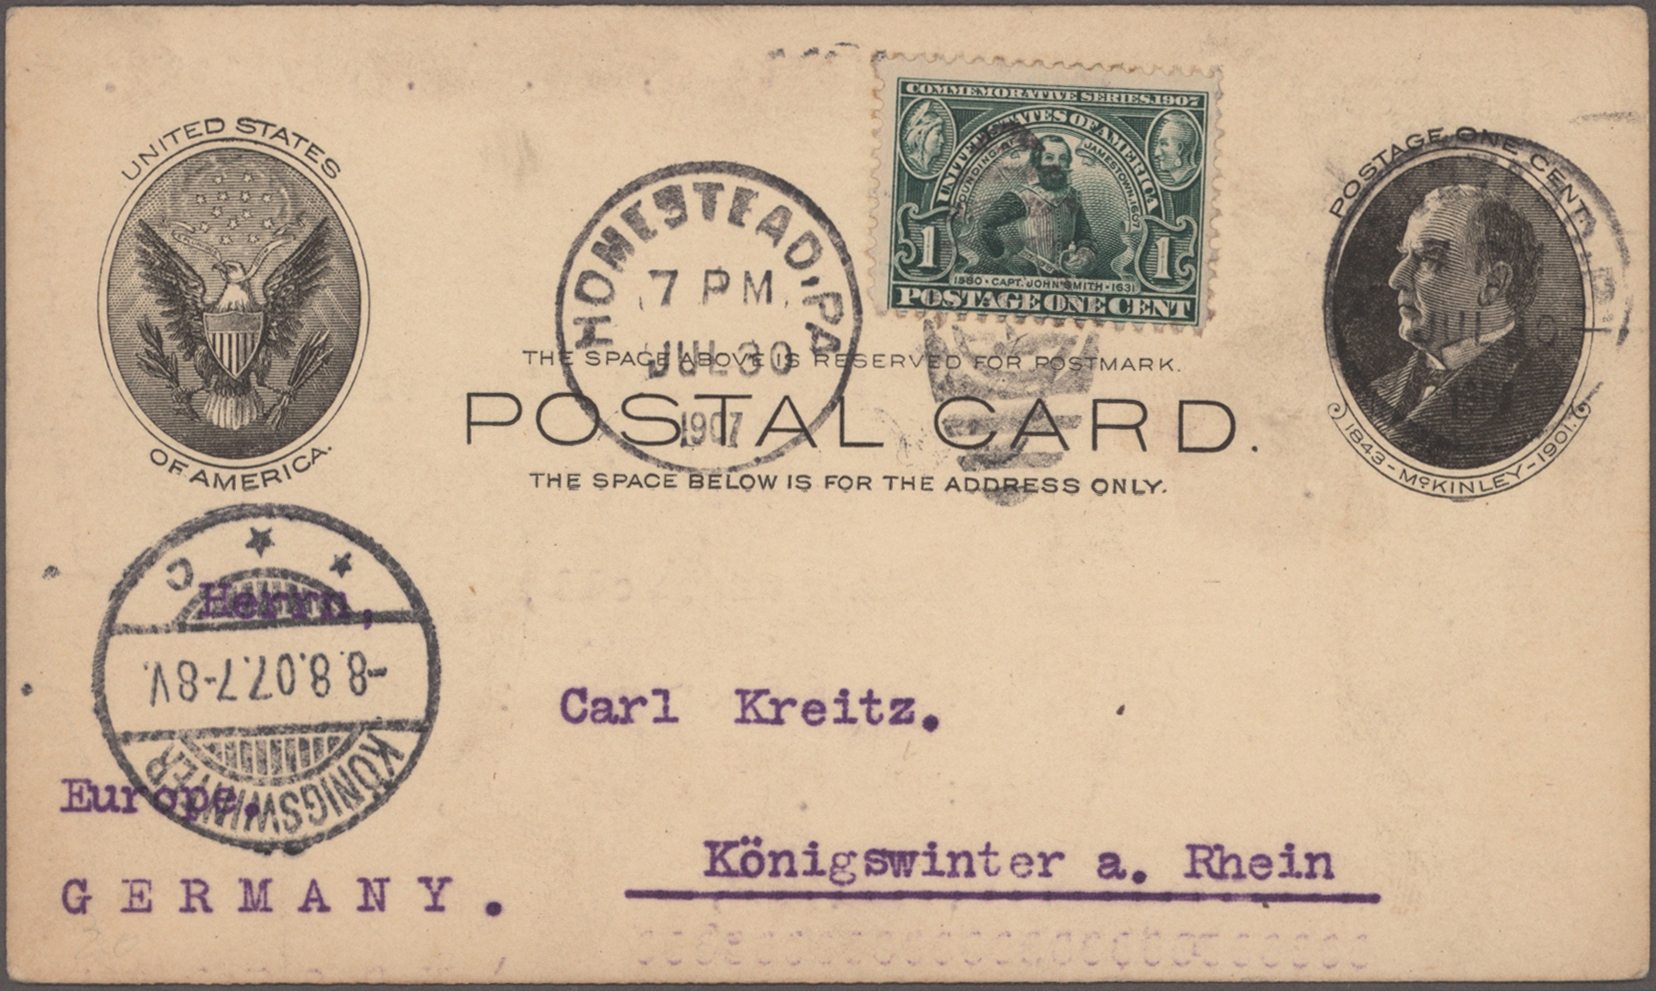 UNITED STATES
OF AMERICA.
COMMEMORATIVE SERIES 1907
UNITED STATES OF AMERICA
FOUNDING OF JAMESTOWN, 1607
1 1
1580 · CAPT. JOHN SMITH · 1631
POSTAGE ONE CENT
POSTAGE ONE CENT.
1843 - McKINLEY - 1901.
HOMESTEAD, PA
7 PM
JUL 30
1907
THE SPACE ABOVE IS RESERVED FOR POSTMARK.
POSTAL CARD.
THE SPACE BELOW IS FOR THE ADDRESS ONLY.
KÖNIGSWINTER
-8.8.07.7-8V.
C
Herrn,
Carl Kreitz.
Europe.
Königswinter a. Rhein
GERMANY.